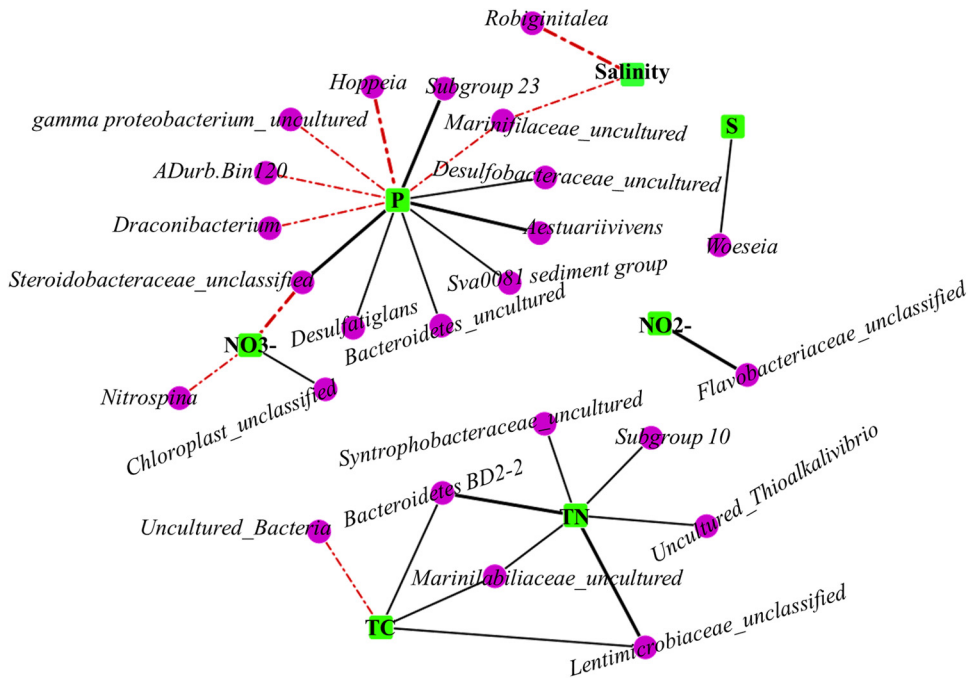 Robiginitalea
Salinity
Hoppeia
Subgroup 23
gamma proteobacterium_uncultured
Marinifilaceae_uncultured
S
ADurb.Bin120
Desulfobacteraceae_uncultured
P
Draconibacterium
Aestuariivivens
Woeseia
Steroidobacteraceae_unclassified
Sva0081 sediment group
Desulfatiglans
Bacteroidetes_uncultured
NO3-
NO2-
Flavobacteriaceae_unclassified
Nitrospina
Chloroplast_unclassified
Syntrophobacteraceae_uncultured
Subgroup 10
Bacteroidetes BD2-2
Uncultured_Thioalkalivibrio
Uncultured_Bacteria
TN
Marinilabiliaceae_uncultured
TC
Lentimicrobiaceae_unclassified